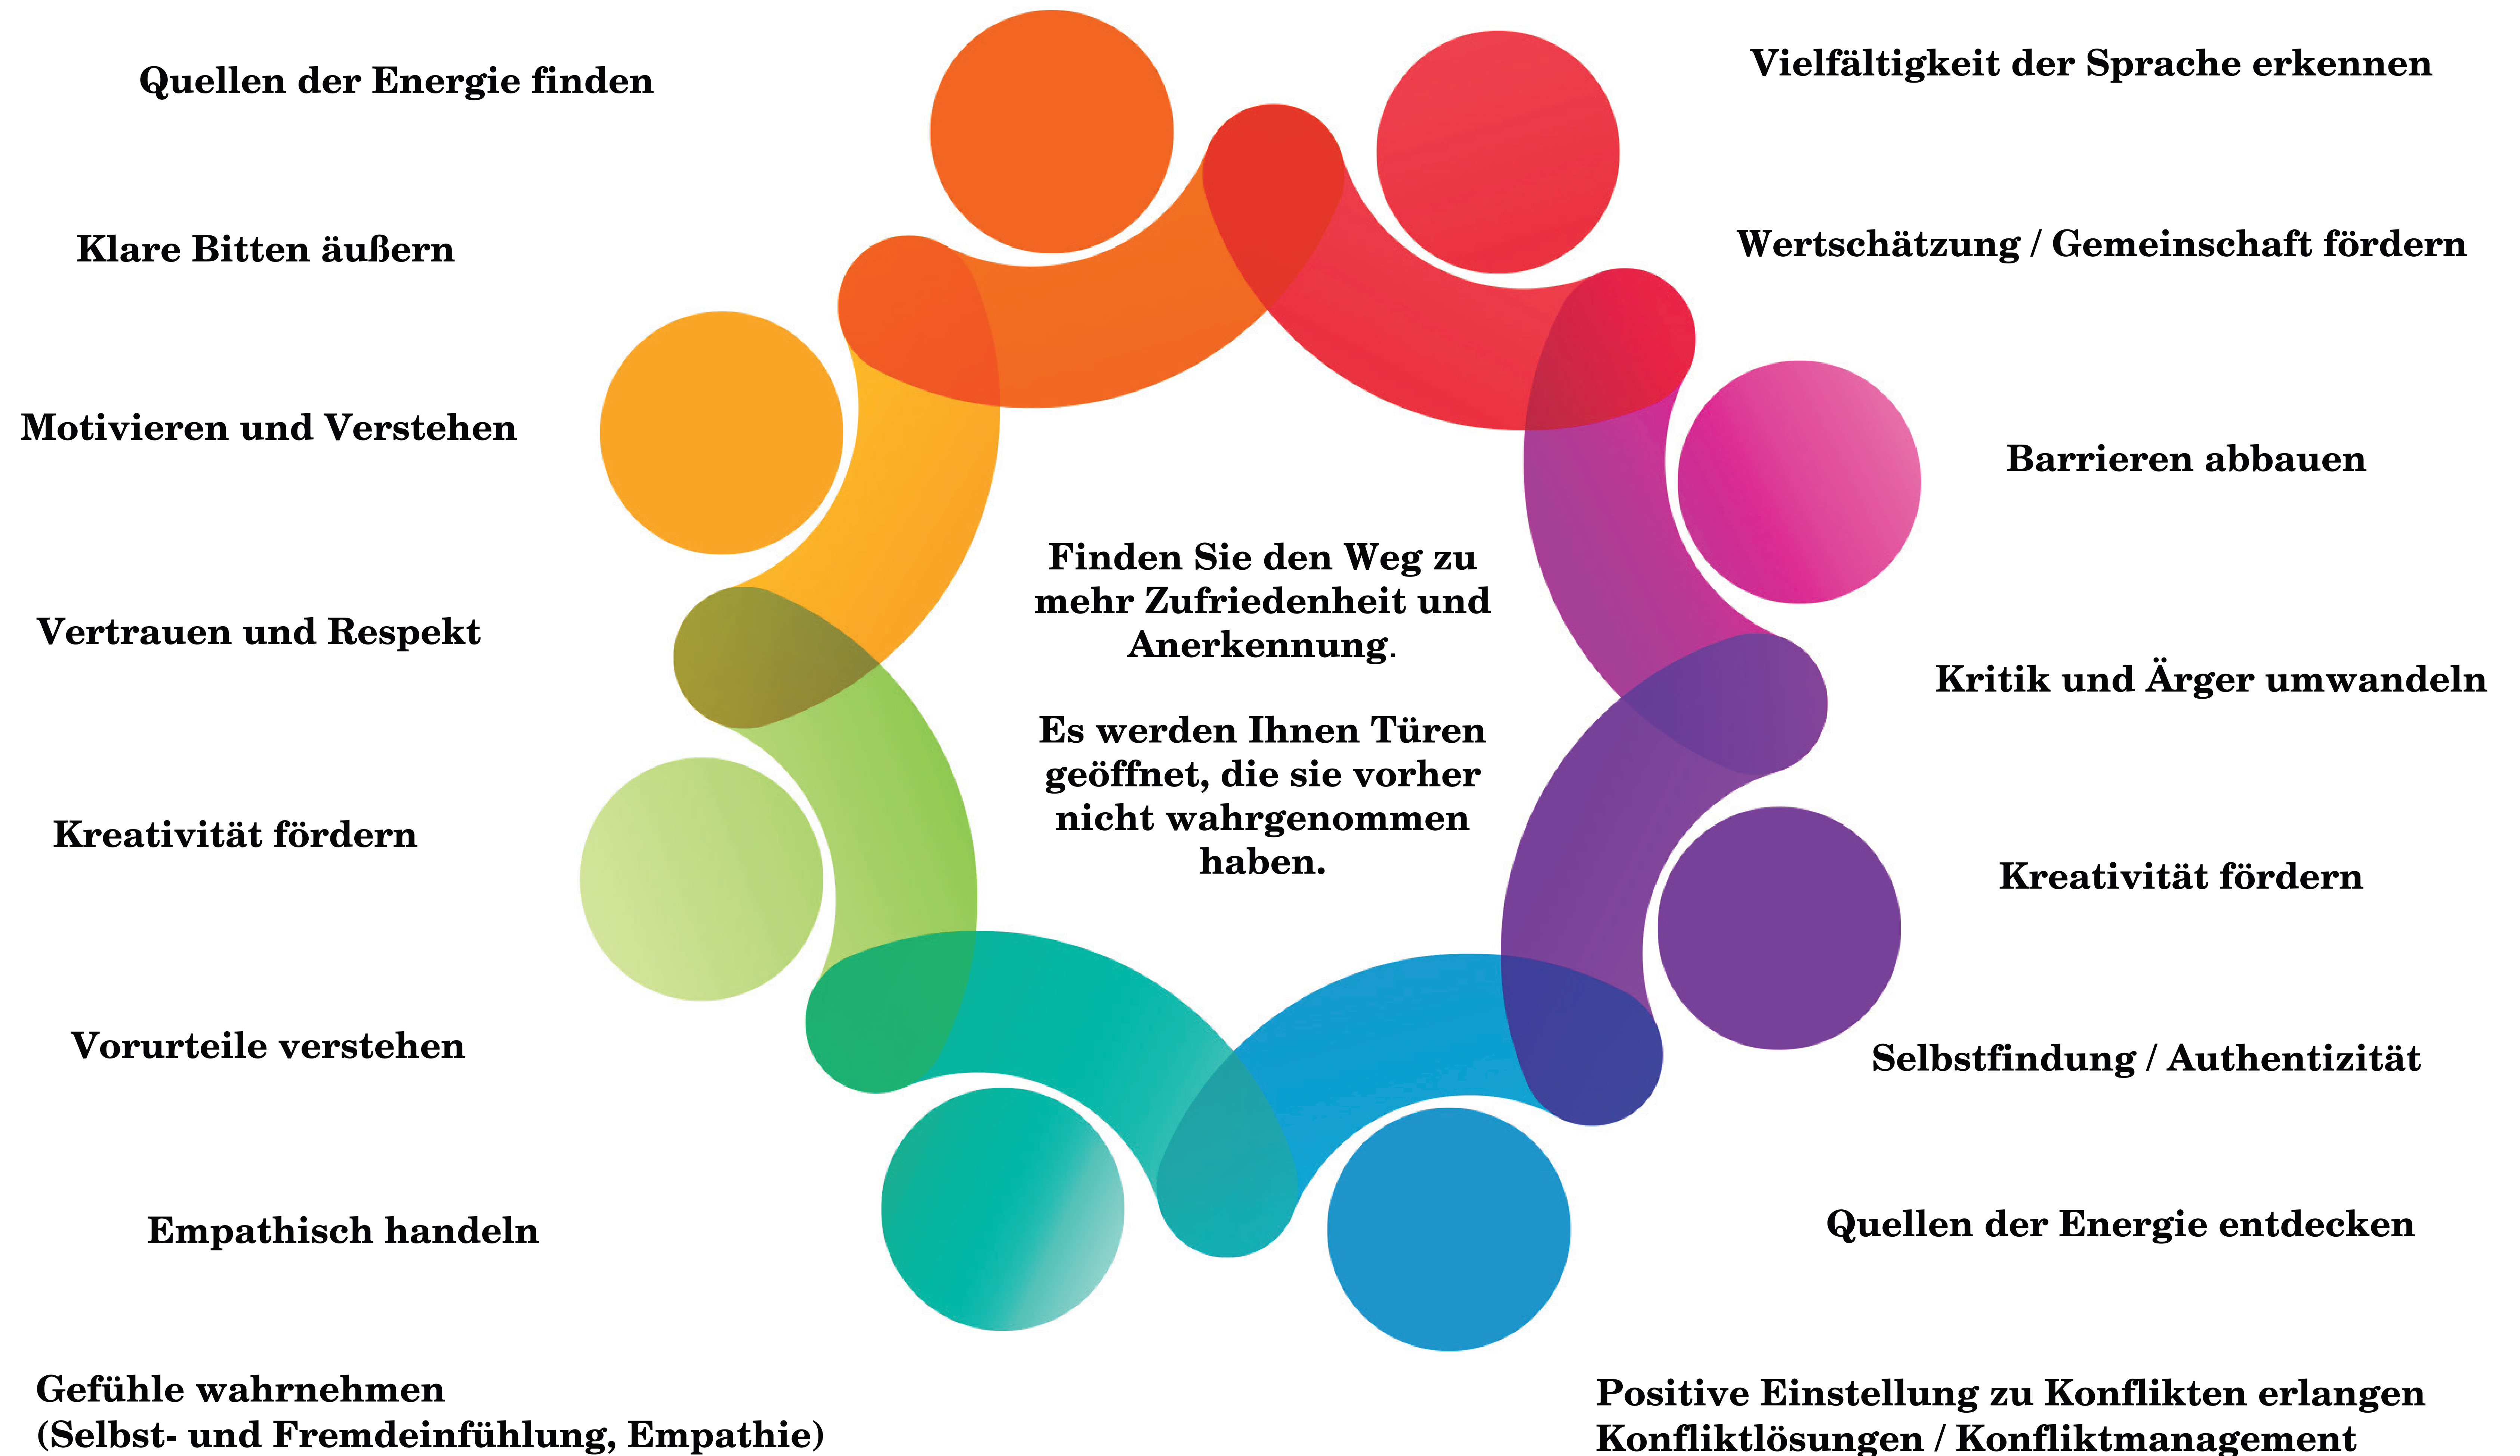 Quellen der Energie finden
Klare Bitten äußern
Motivieren und Verstehen
Vertrauen und Respekt
Kreativität fördern
Vorurteile verstehen
Empathisch handeln
Gefühle wahrnehmen
(Selbst- und Fremdeinfühlung, Empathie)
Finden Sie den Weg zu
mehr Zufriedenheit und
Anerkennung.
Es werden Ihnen Türen
geöffnet, die sie vorher
nicht wahrgenommen
haben.
Vielfältigkeit der Sprache erkennen
Wertschätzung / Gemeinschaft fördern
Barrieren abbauen
Kritik und Ärger umwandeln
Kreativität fördern
Selbstfindung / Authentizität
Quellen der Energie entdecken
Positive Einstellung zu Konflikten erlangen
Konfliktlösungen / Konfliktmanagement